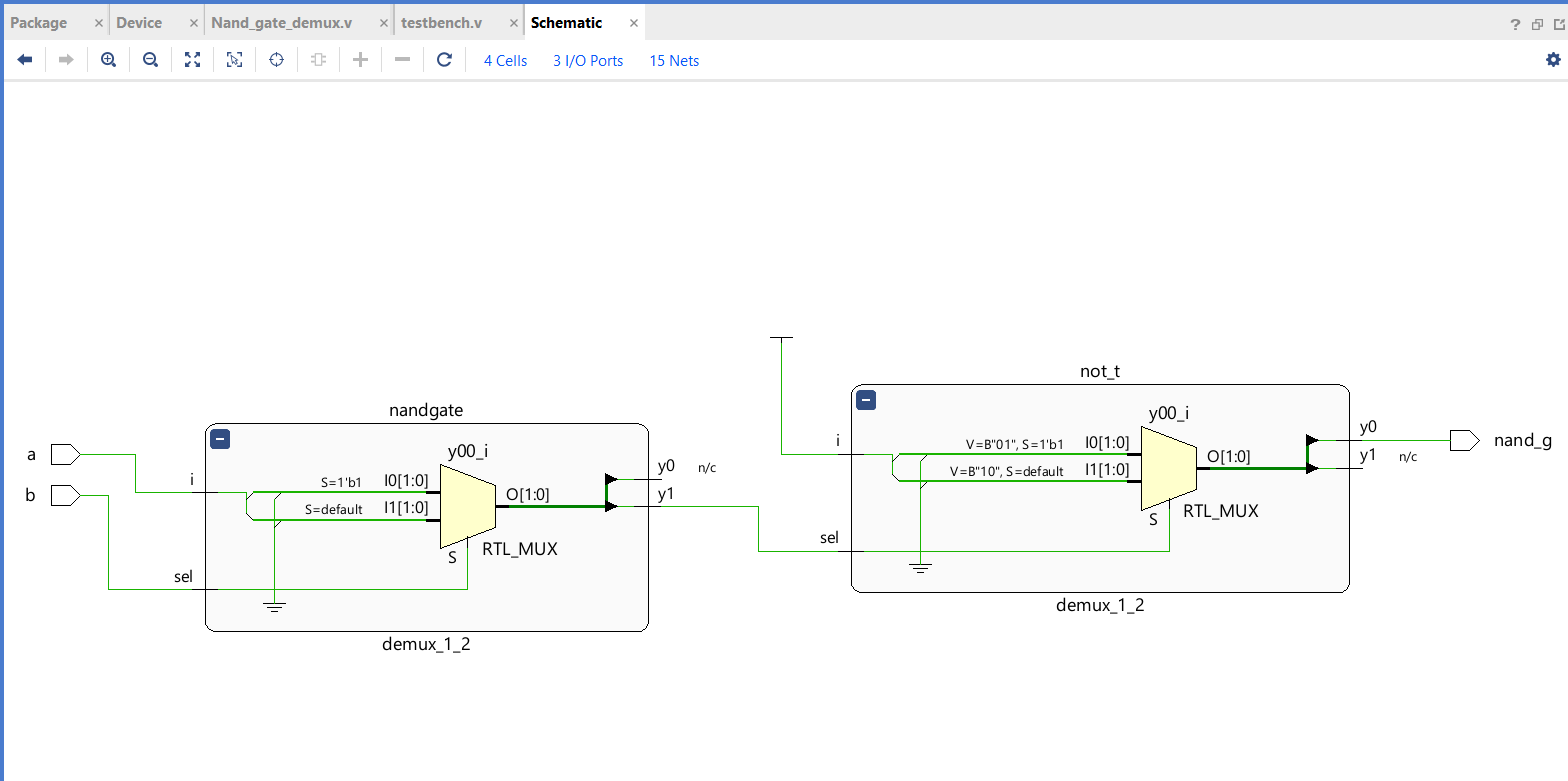 Package × Device × Nand_gate_demux.v × testbench.v × Schematic ×
4 Cells 3 I/O Ports 15 Nets
not_t
nandgate
y00_i
y0
i
V=B"01", S=1'b1 I0[1:0]
nand_g
O[1:0]
y1
n/c
V=B"10", S=default I1[1:0]
S
RTL_MUX
sel
demux_1_2
a
y00_i
y0
n/c
i
S=1'b1 I0[1:0]
O[1:0]
y1
b
S=default I1[1:0]
S
RTL_MUX
sel
demux_1_2